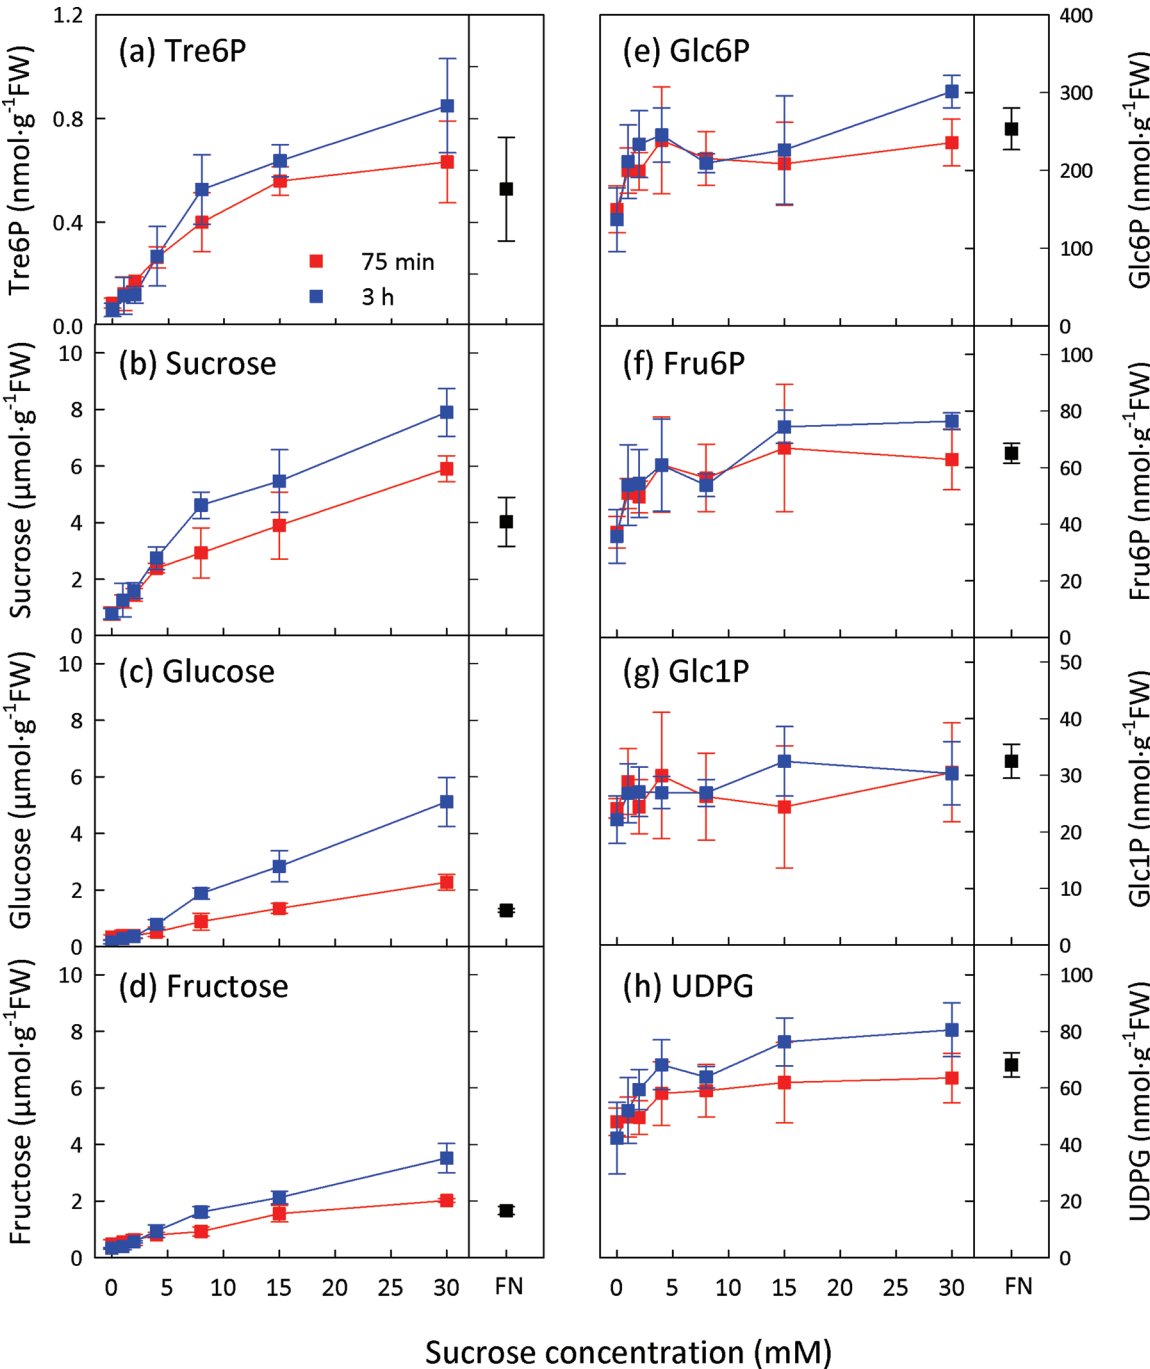 (a) Tre6P
Tre6P (nmol·g-1FW)
1.2
0.8
0.4
0.0
75 min
3 h
(b) Sucrose
Sucrose (μmol·g-1FW)
10
8
6
4
2
0
(c) Glucose
Glucose (μmol·g-1FW)
10
8
6
4
2
0
(d) Fructose
Fructose (μmol·g-1FW)
10
8
6
4
2
0
0 5 10 15 20 25 30 FN
(e) Glc6P
Glc6P (nmol·g-1FW)
400
300
200
100
0
(f) Fru6P
Fru6P (nmol·g-1FW)
100
80
60
40
20
0
(g) Glc1P
Glc1P (nmol·g-1FW)
50
40
30
20
10
0
(h) UDPG
UDPG (nmol·g-1FW)
100
80
60
40
20
0
0 5 10 15 20 25 30 FN
Sucrose concentration (mM)